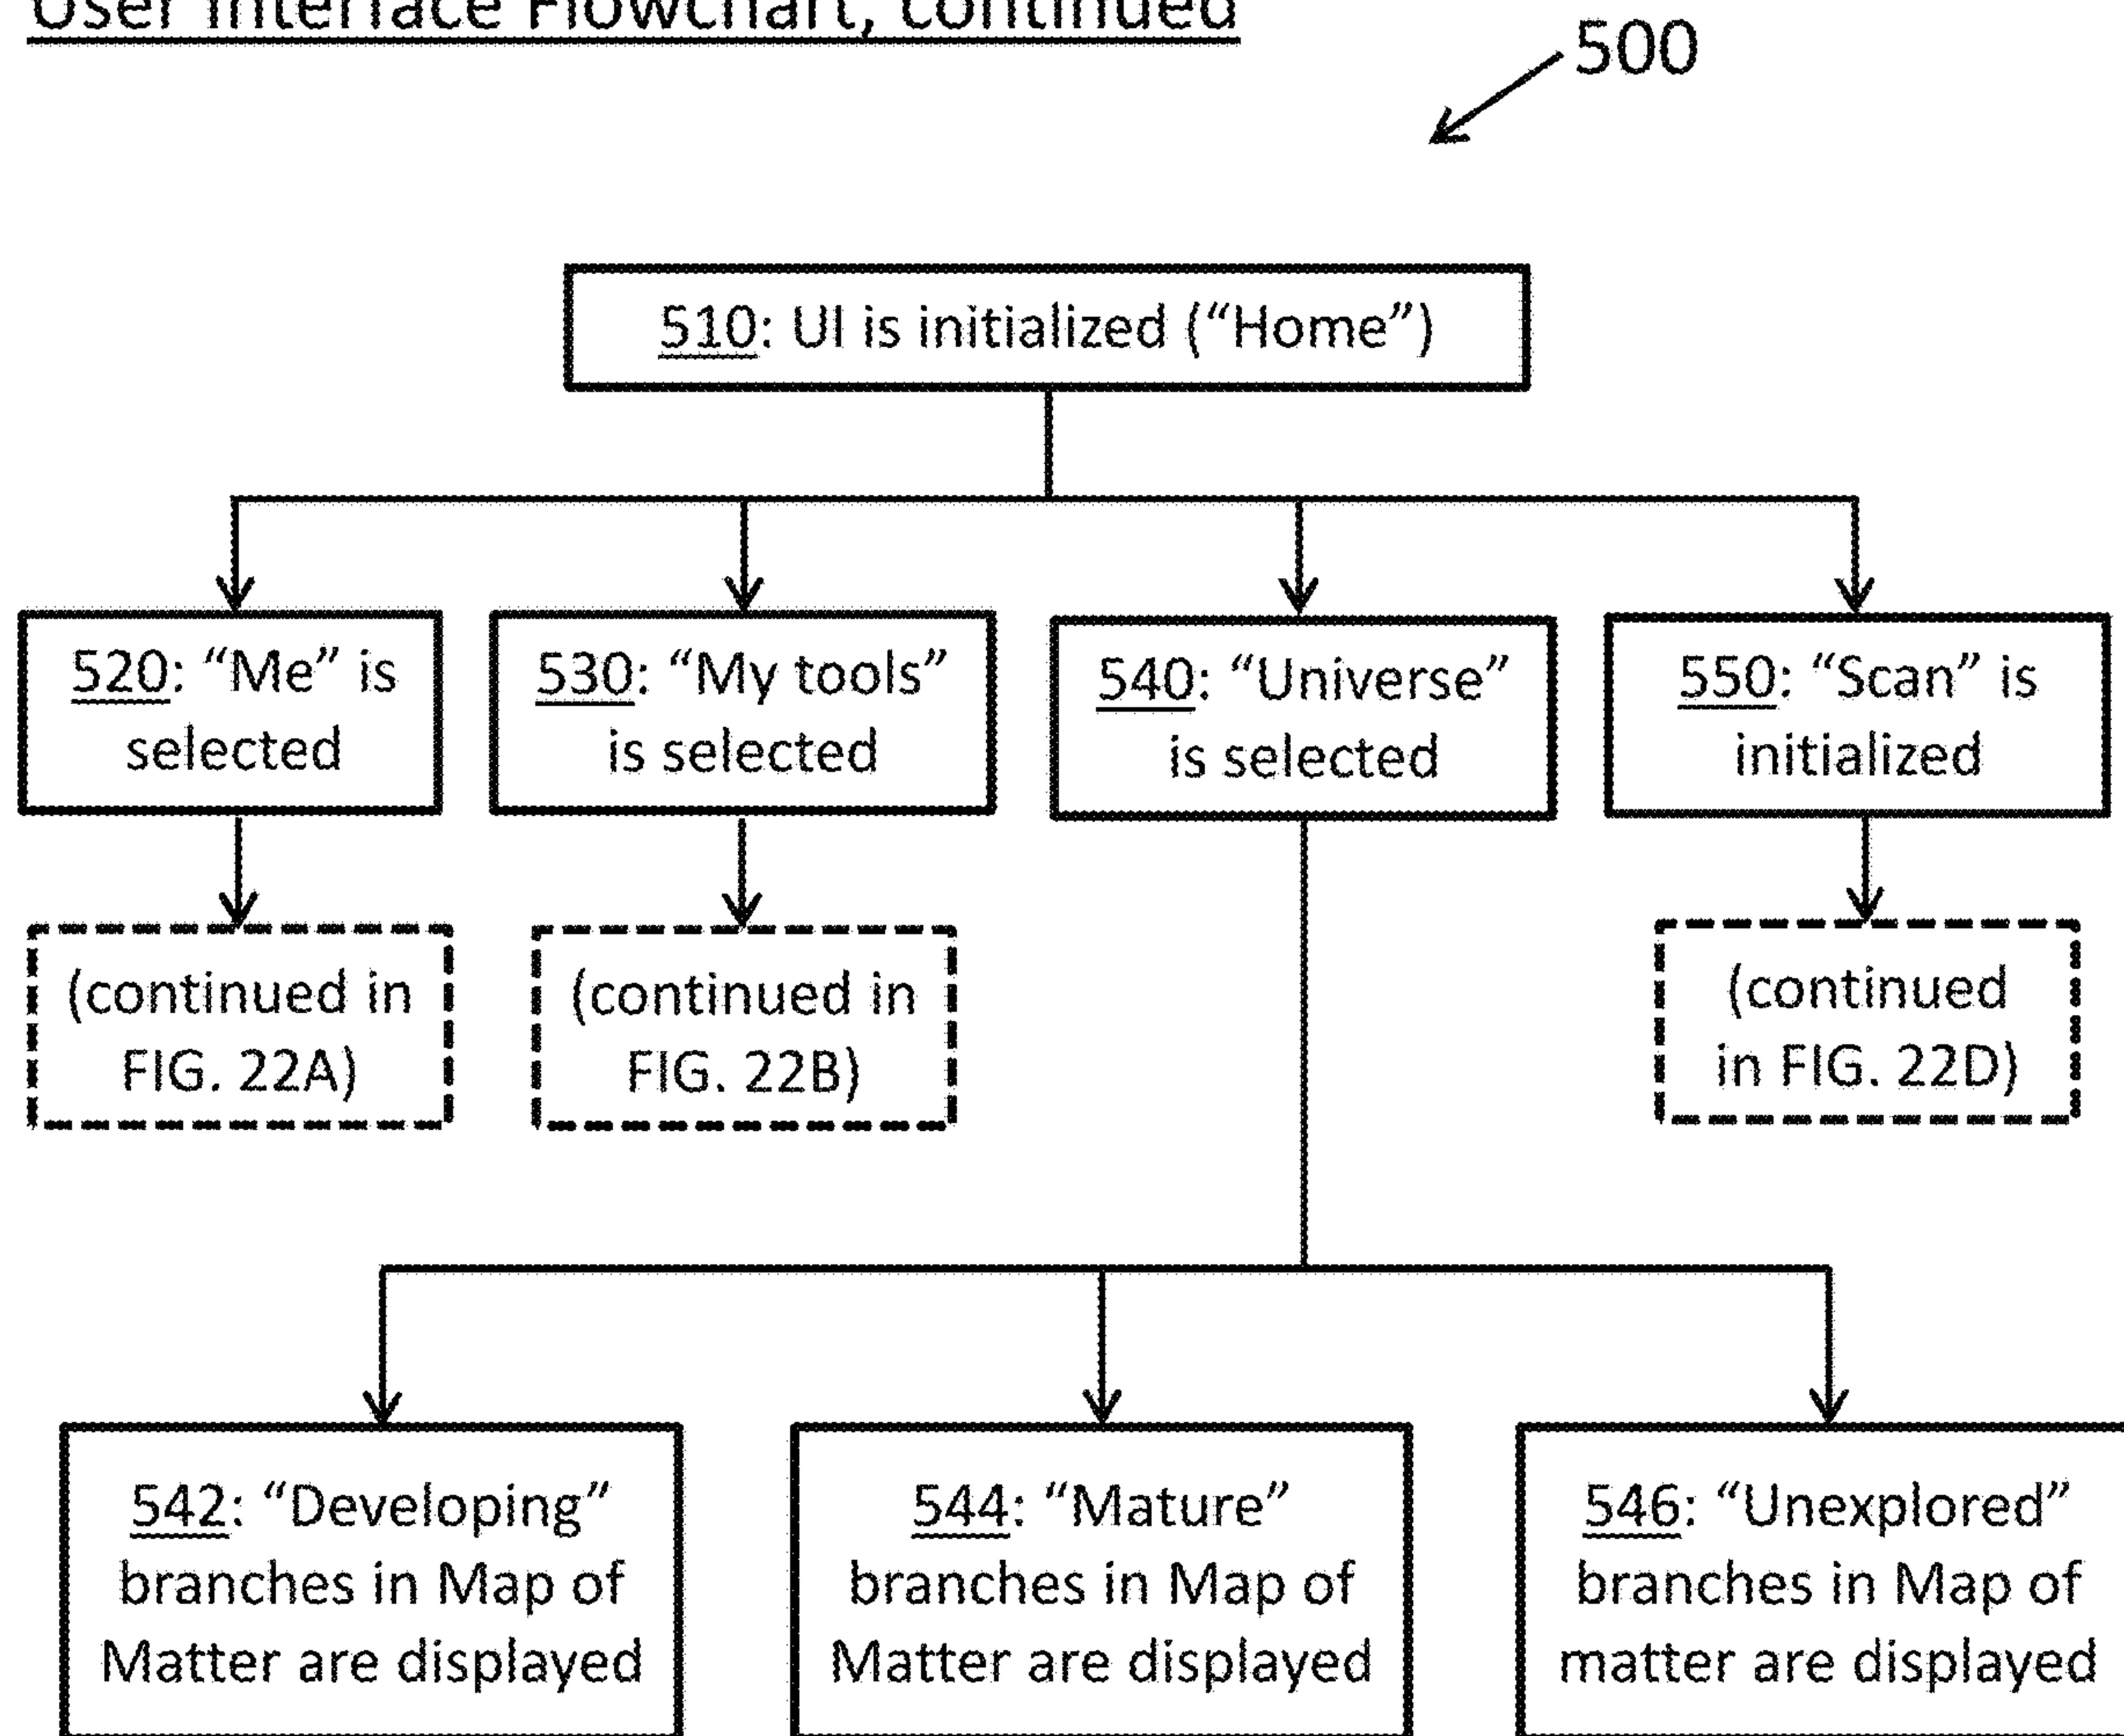 User Interface Flowchart, continued
500
510: UI is initialized (“Home”)
520: “Me” is
selected
530: “My tools”
is selected
540: “Universe”
is selected
550: “Scan” is
initialized
(continued in
FIG. 22A)
(continued in
FIG. 22B)
(continued
in FIG. 22D)
542: “Developing”
branches in Map of
Matter are displayed
544: “Mature”
branches in Map of
Matter are displayed
546: “Unexplored”
branches in Map of
matter are displayed